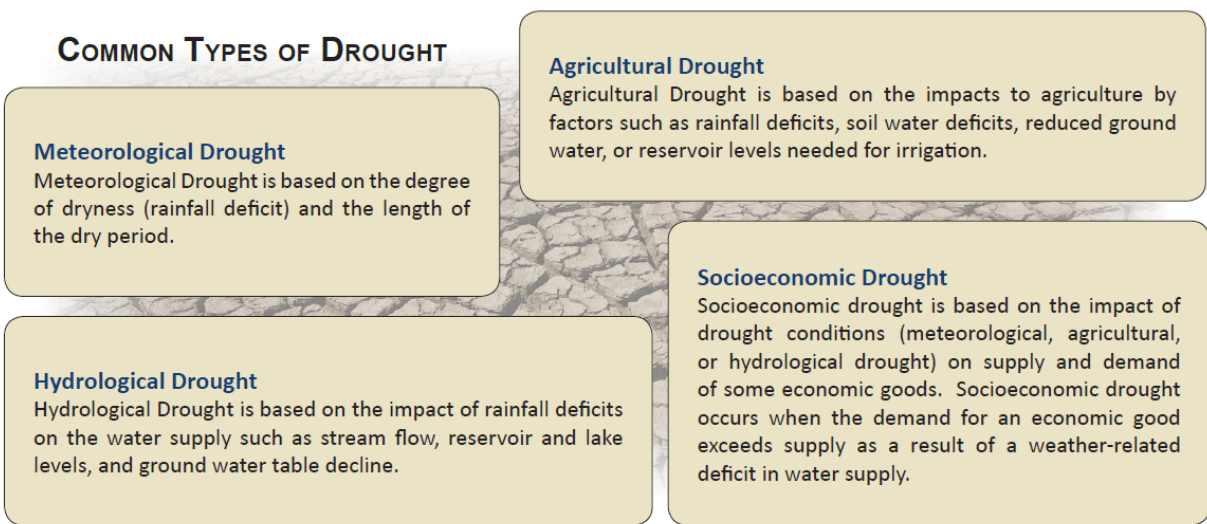 COMMON TYPES OF DROUGHT
Meteorological Drought
Meteorological Drought is based on the degree
of dryness (rainfall deficit) and the length of
the dry period.
Agricultural Drought
Agricultural Drought is based on the impacts to agriculture by
factors such as rainfall deficits, soil water deficits, reduced ground
water, or reservoir levels needed for irrigation.
Hydrological Drought
Hydrological Drought is based on the impact of rainfall deficits
on the water supply such as stream flow, reservoir and lake
levels, and ground water table decline.
Socioeconomic Drought
Socioeconomic drought is based on the impact of
drought conditions (meteorological, agricultural,
or hydrological drought) on supply and demand
of some economic goods. Socioeconomic drought
occurs when the demand for an economic good
exceeds supply as a result of a weather-related
deficit in water supply.